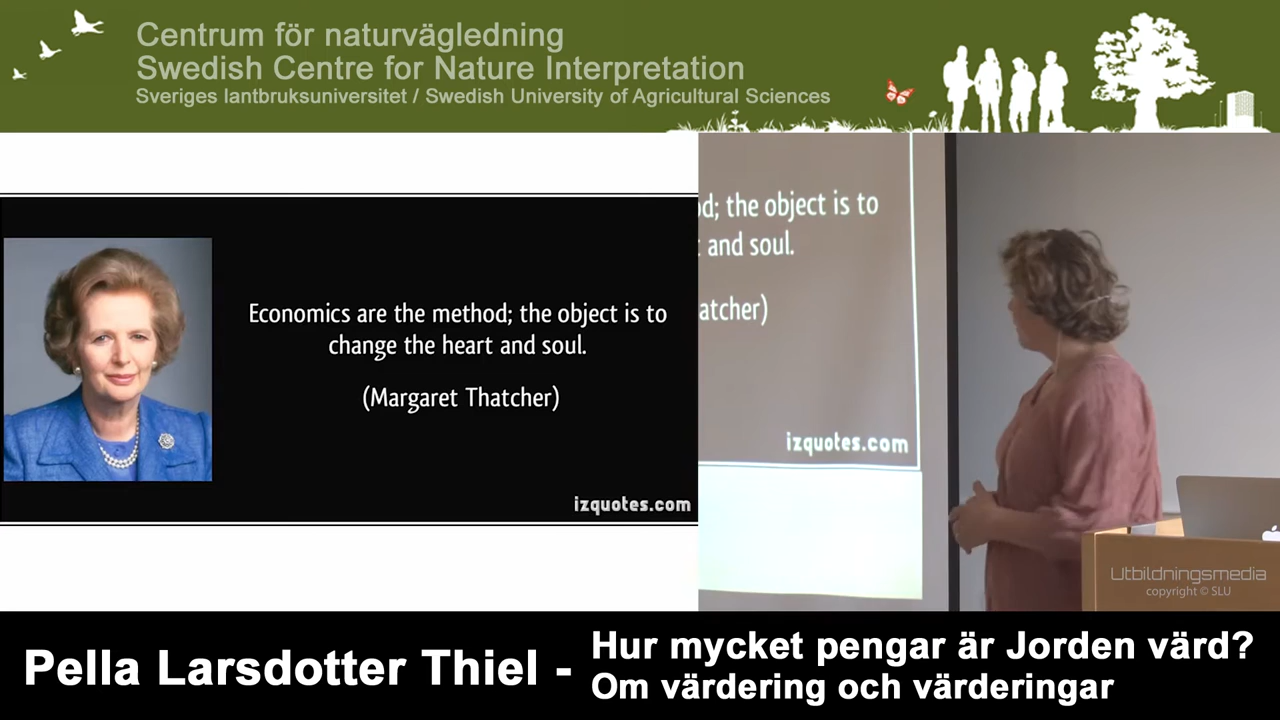 Centrum för naturvägledning
Swedish Centre for Nature Interpretation
Sveriges lantbruksuniversitet / Swedish University of Agricultural Sciences
Economics are the method; the object is to
change the heart and soul.
(Margaret Thatcher)
izquotes.com
; the object is to
and soul.
atcher)
izquotes.com
Utbildningsmedia
copyright © SLU
Pella Larsdotter Thiel -
Hur mycket pengar är Jorden värd?
Om värdering och värderingar